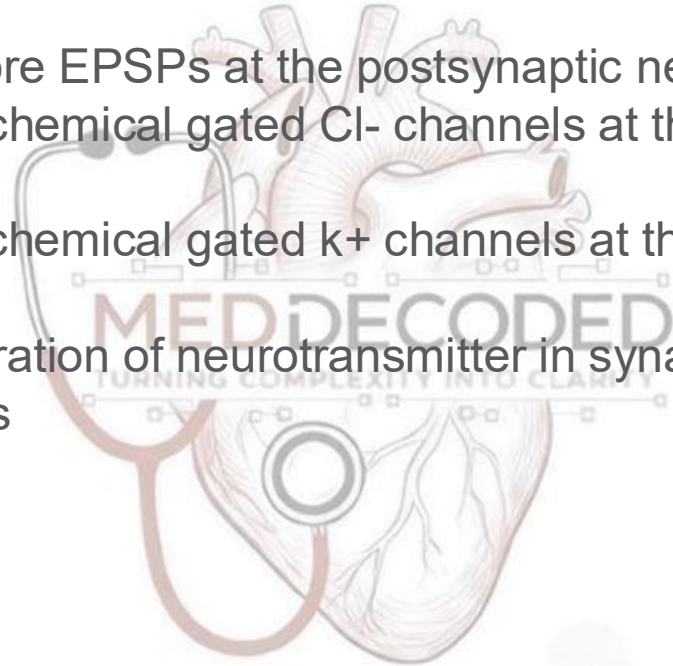 ore EPSPs at the postsynaptic ne
chemical gated Cl- channels at th
chemical gated k+ channels at th
MEDDECODED
ration of neurotransmitter in syna
TURNING COMPLEXITY INTO CLARITY
s